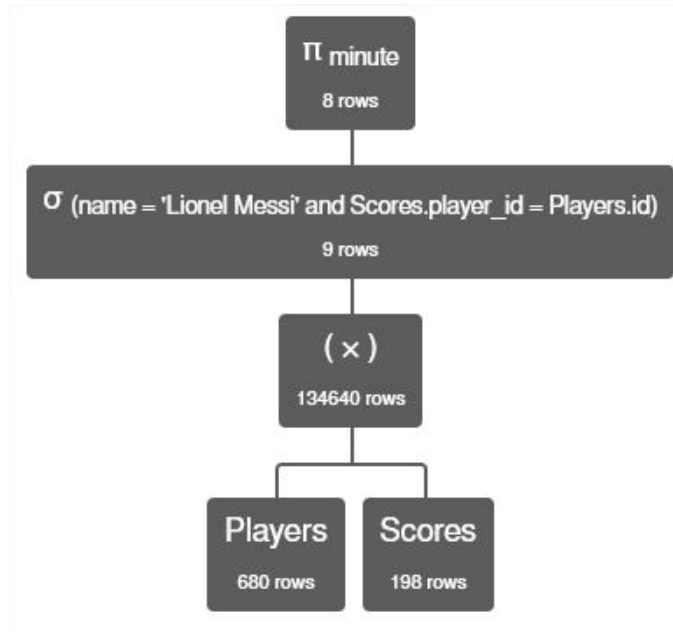 π minute
8 rows
σ (name = 'Lionel Messi' and Scores.player_id = Players.id)
9 rows
( × )
134640 rows
Players
680 rows
Scores
198 rows